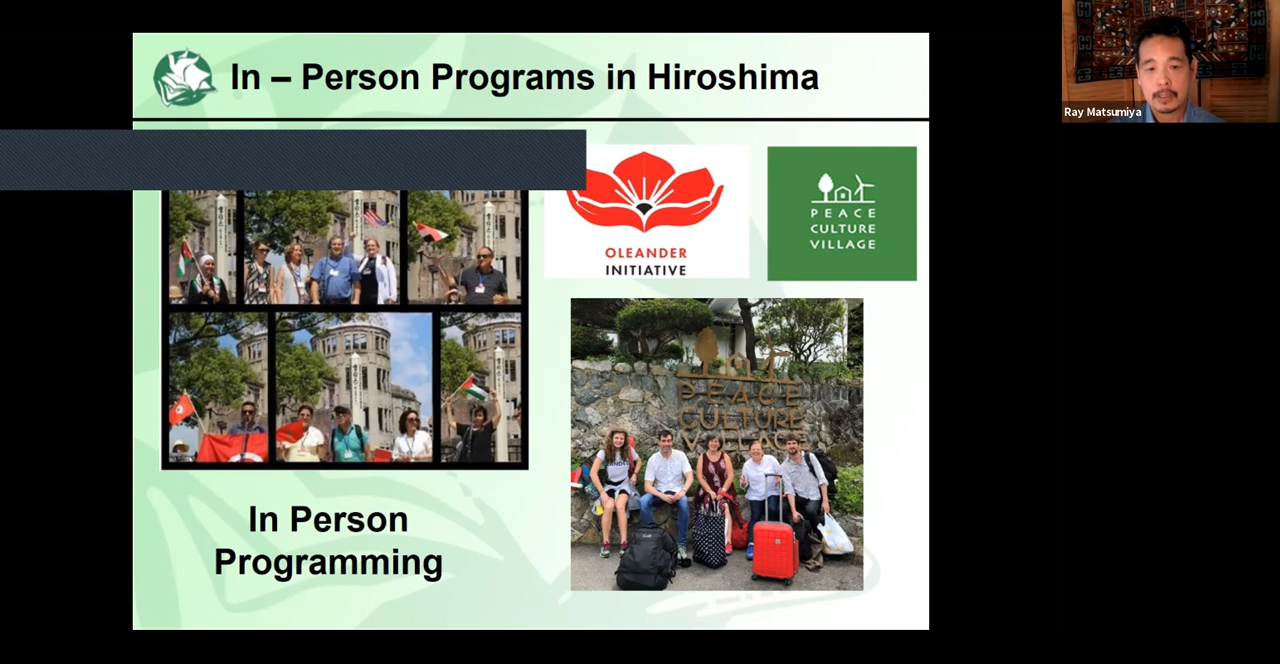 In – Person Programs in Hiroshima
Ray Matsumiya
OLEANDER
INITIATIVE
PEACE
CULTURE
VILLAGE
PEACE
CULTURE
VILLAGE
In Person
Programming